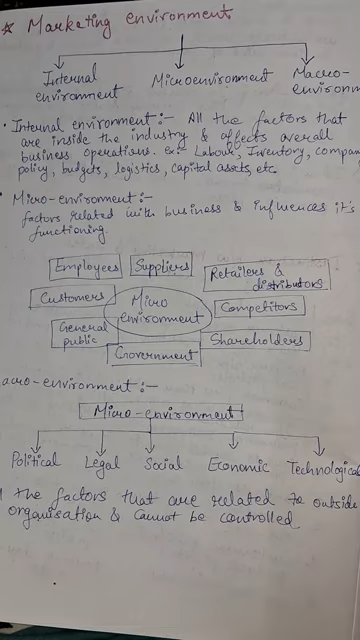 * Marketing environment
Internal environment
Microenvironment
Macro-environm
• Internal environment :- All the factors that
are inside the industry & affects overall
business operations. ex:- Labour, Inventory, company
policy, budgets, logistics, capital assets, etc.
• Micro-environment :-
factors related with business & influences it's
functioning.
Employees
Suppliers
Retailers & distributors
Customers
Micro environment
Competitors
General public
Shareholders
Government
acro-environment :-
Micro-environment
Political Legal Social Economic Technological
l the factors that are related to outside
organisation & cannot be controlled